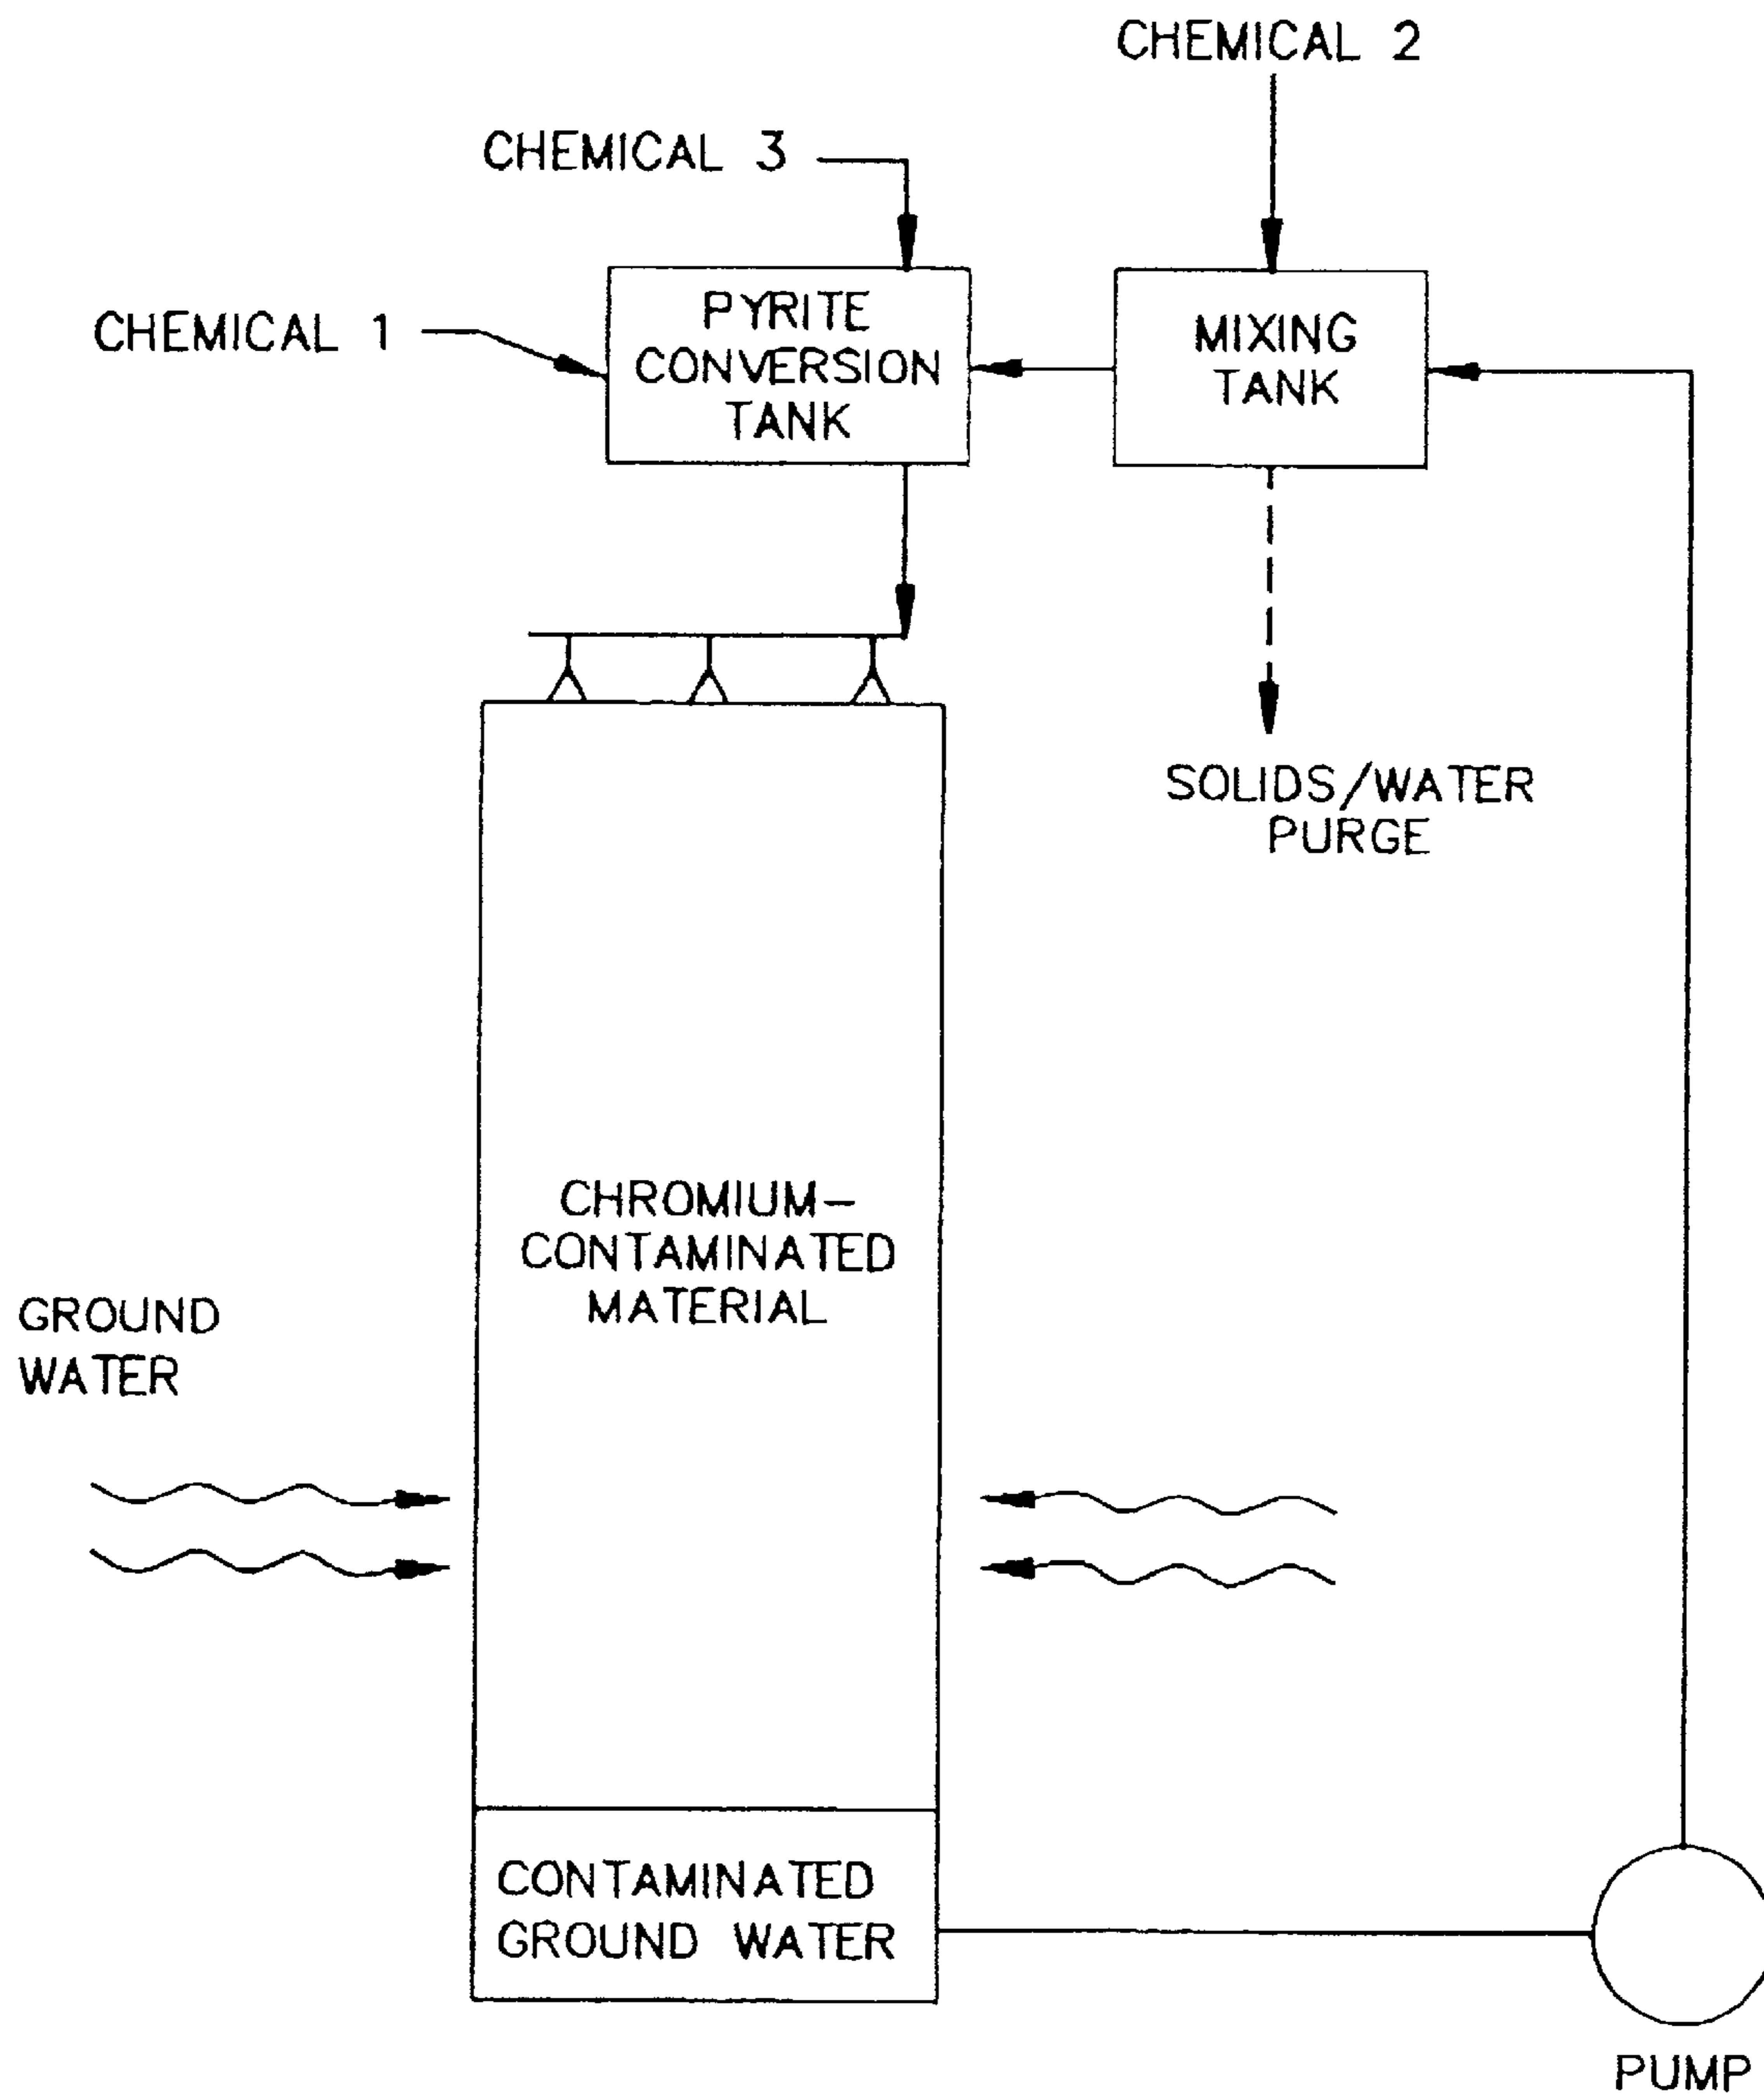 CHEMICAL 2
CHEMICAL 3
CHEMICAL 1
PYRITE
CONVERSION
TANK
MIXING
TANK
SOLIDS/WATER
PURGE
CHROMIUM-
CONTAMINATED
MATERIAL
GROUND
WATER
CONTAMINATED
GROUND WATER
PUMP